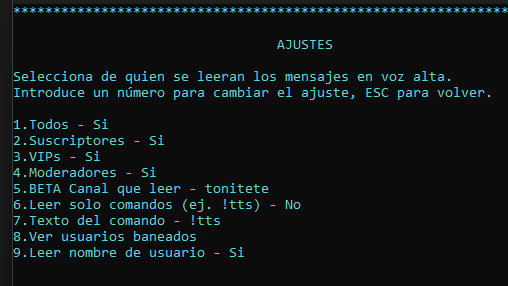 ***************************************************************
AJUSTES
Selecciona de quien se leeran los mensajes en voz alta.
Introduce un número para cambiar el ajuste, ESC para volver.
1.Todos - Si
2.Suscriptores - Si
3.VIPs - Si
4.Moderadores - Si
5.BETA Canal que leer - tonitete
6.Leer solo comandos (ej. !tts) - No
7.Texto del comando - !tts
8.Ver usuarios baneados
9.Leer nombre de usuario - Si